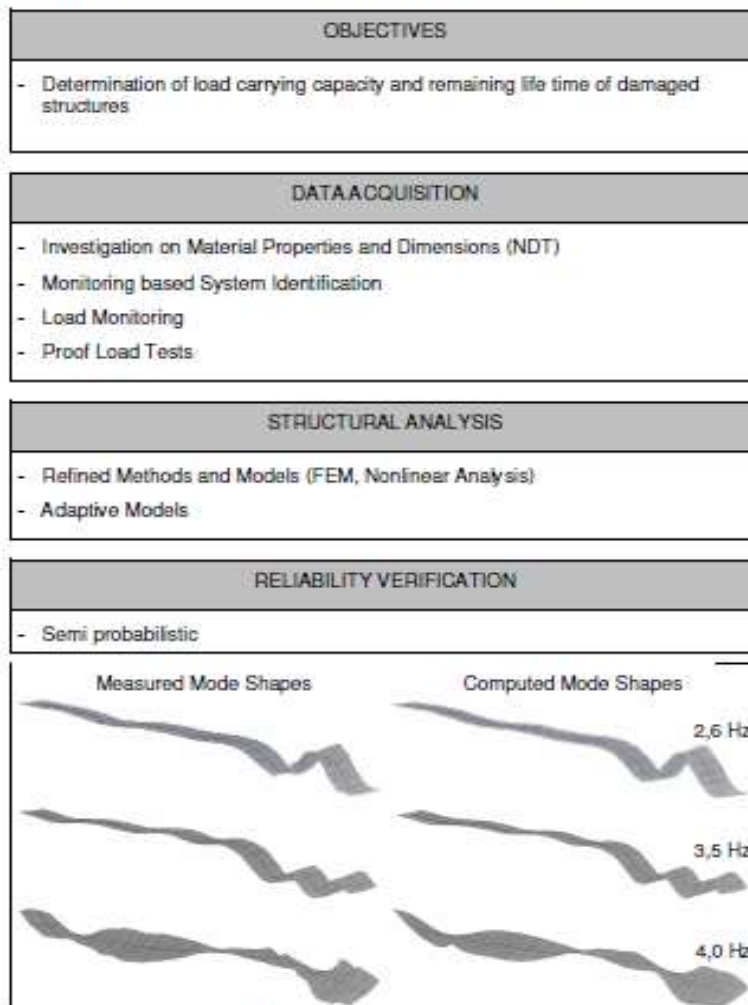 OBJECTIVES
- Determination of load carrying capacity and remaining life time of damaged
structures
DATA ACQUISITION
- Investigation on Material Properties and Dimensions (NDT)
- Monitoring based System Identification
- Load Monitoring
- Proof Load Tests
STRUCTURAL ANALYSIS
- Refined Methods and Models (FEM, Nonlinear Analysis)
- Adaptive Models
RELIABILITY VERIFICATION
- Semi probabilistic
Measured Mode Shapes Computed Mode Shapes
2,6 Hz
3,5 Hz
4,0 Hz